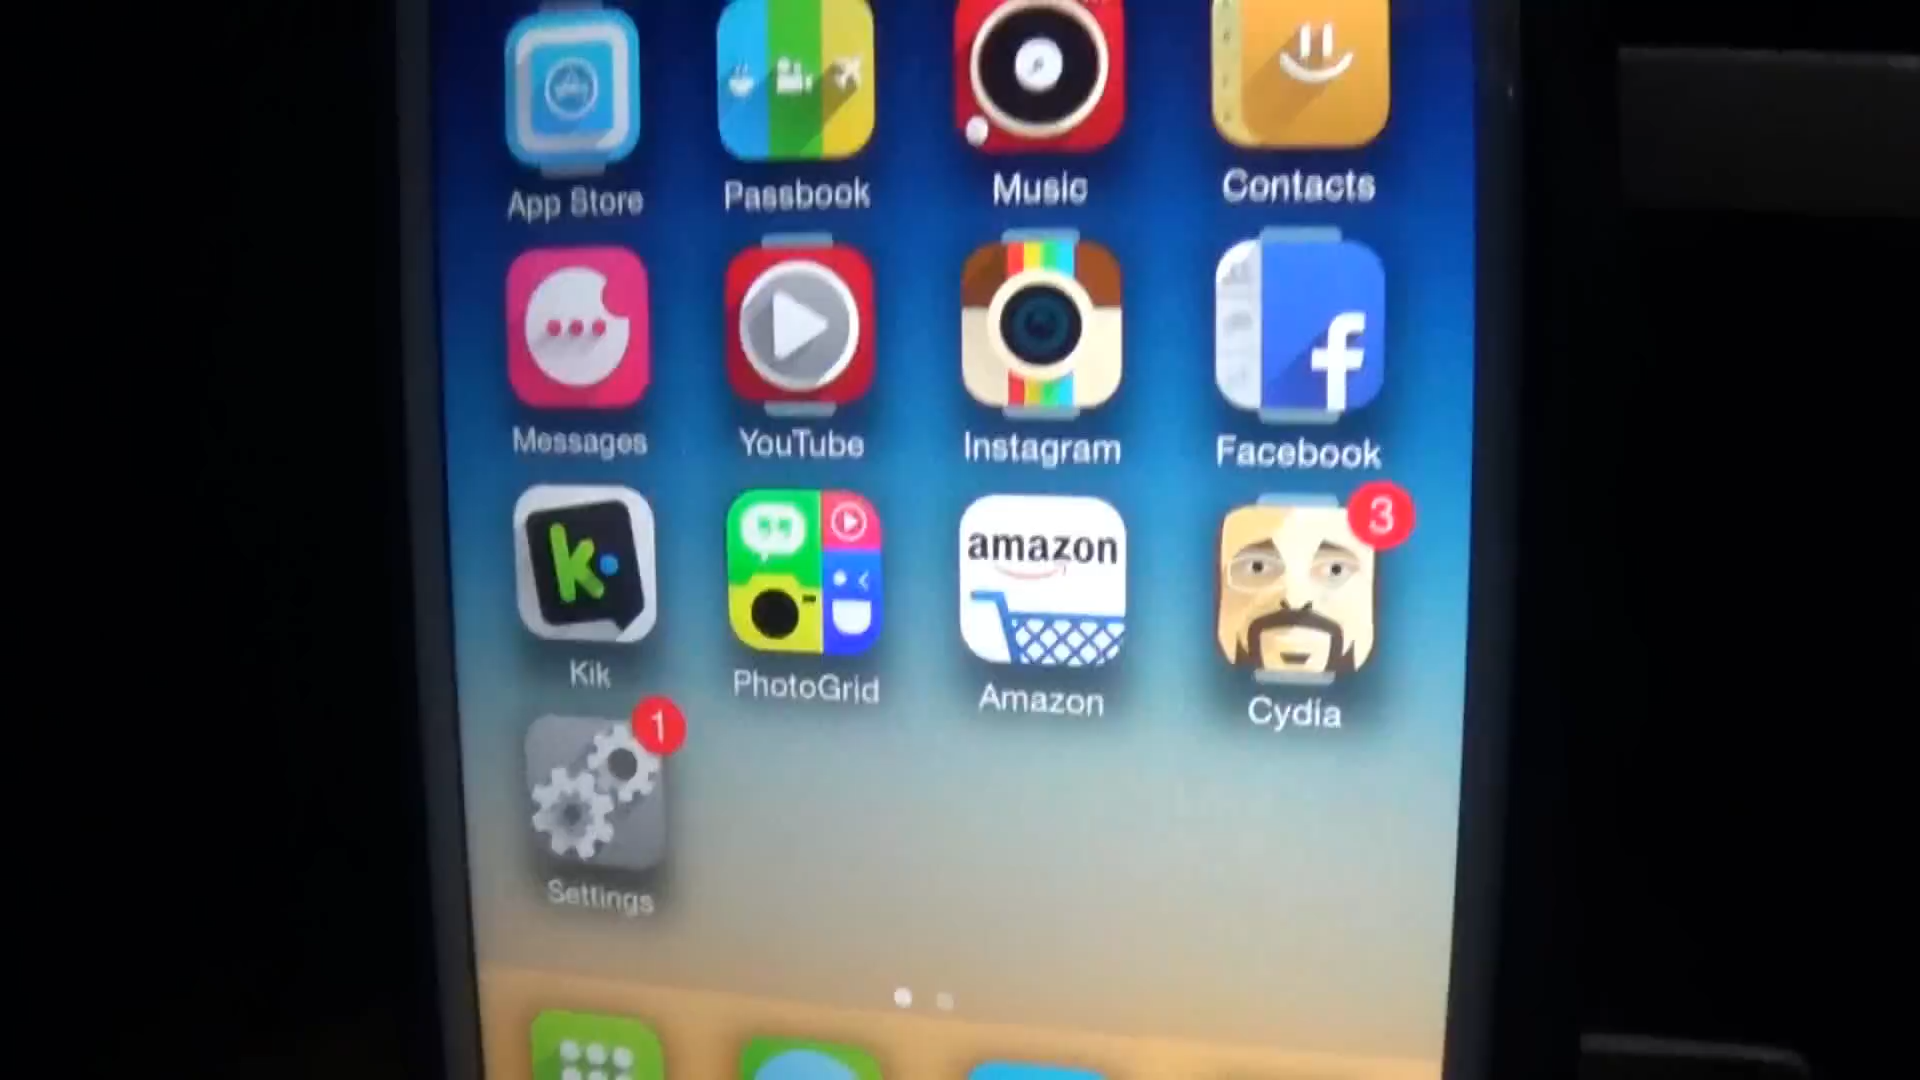 App Store
Passbook
Music
Contacts
Messages
YouTube
Instagram
f
Facebook
k
Kik
PhotoGrid
amazon
Amazon
3
Cydia
1
Settings